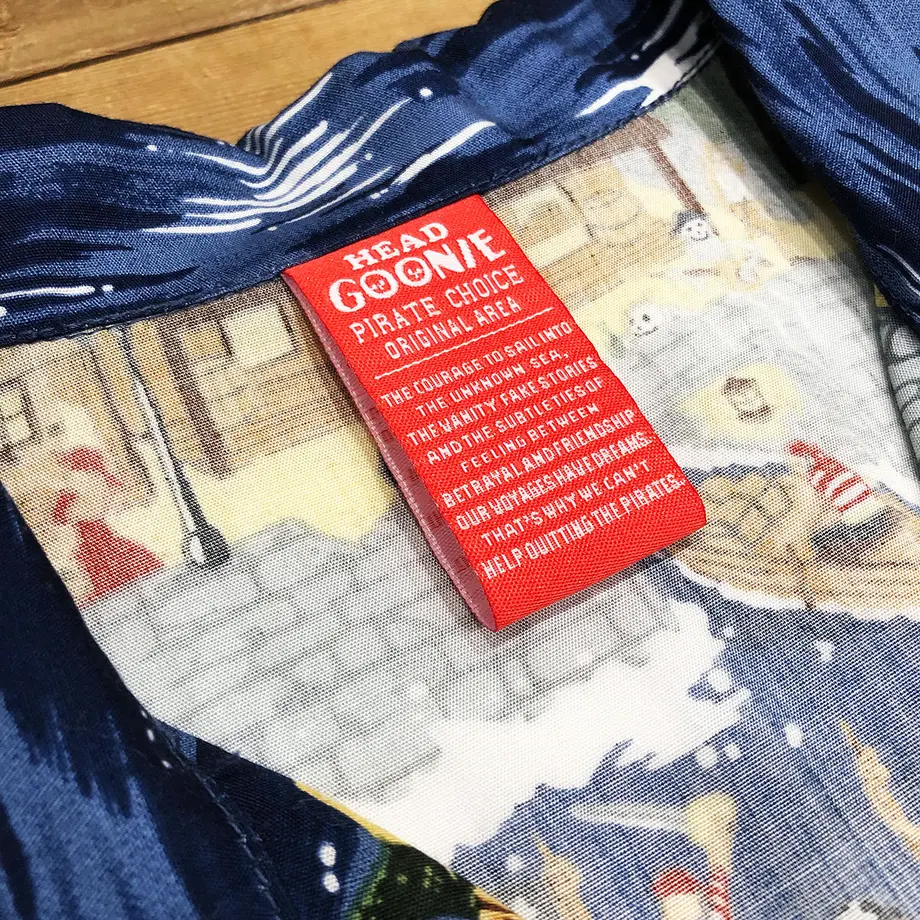 HEAD
GOONIE
PIRATE CHOICE
ORIGINAL AREA
THE COURAGE TO SAIL INTO
THE UNKNOWN SEA,
THE VANITY FAKE STORIES
AND THE SUBTLETIES OF
FEELING BETWEEN
BETRAYAL AND FRIENDSHIP
OUR VOYAGES HAVE DREAMS.
THAT'S WHY WE CAN'T
HELP QUITTING THE PIRATES.